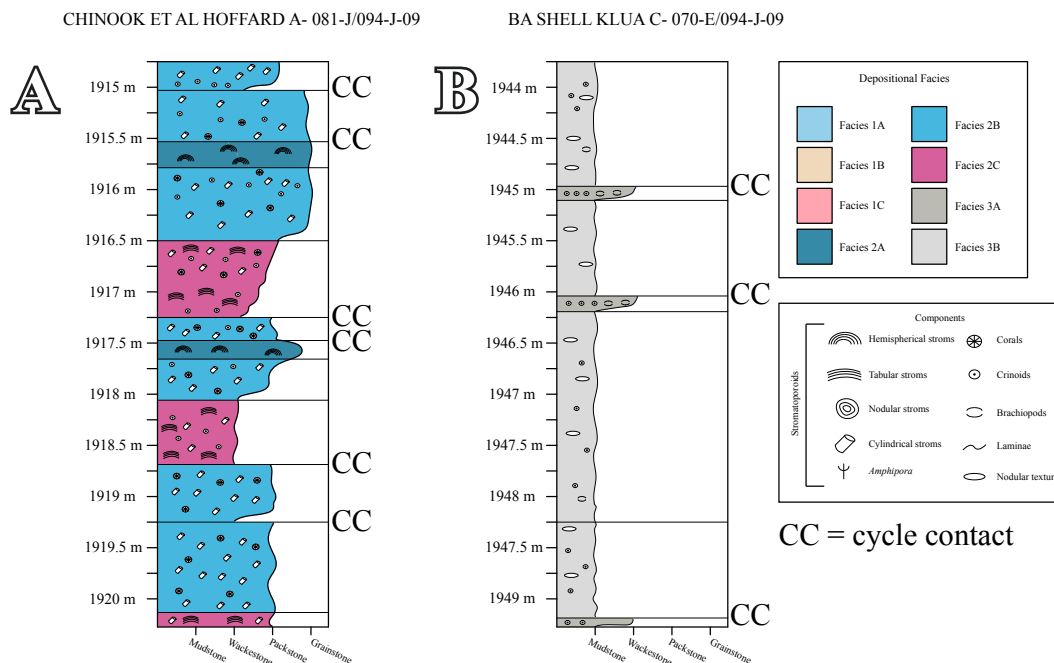 CHINOOK ET AL HOFFARD A- 081-J/094-J-09
BA SHELL KLUA C- 070-E/094-J-09
A
1915 m
1915.5 m
1916 m
1916.5 m
1917 m
1917.5 m
1918 m
1918.5 m
1919 m
1919.5 m
1920 m
CC
CC
CC
CC
CC
CC
Mudstone
Wackestone
Packstone
Grainstone
B
1944 m
1944.5 m
1945 m
1945.5 m
1946 m
1946.5 m
1947 m
1947.5 m
1948 m
1947.5 m
1949 m
CC
CC
CC
Mudstone
Wackestone
Packstone
Grainstone
Depositional Facies
Facies 1A
Facies 2B
Facies 1B
Facies 2C
Facies 1C
Facies 3A
Facies 2A
Facies 3B
Components
Stromatoporoids
Hemispherical stroms
Corals
Tabular stroms
Crinoids
Nodular stroms
Brachiopods
Cylindrical stroms
Laminae
Amphipora
Nodular textur
CC = cycle contact